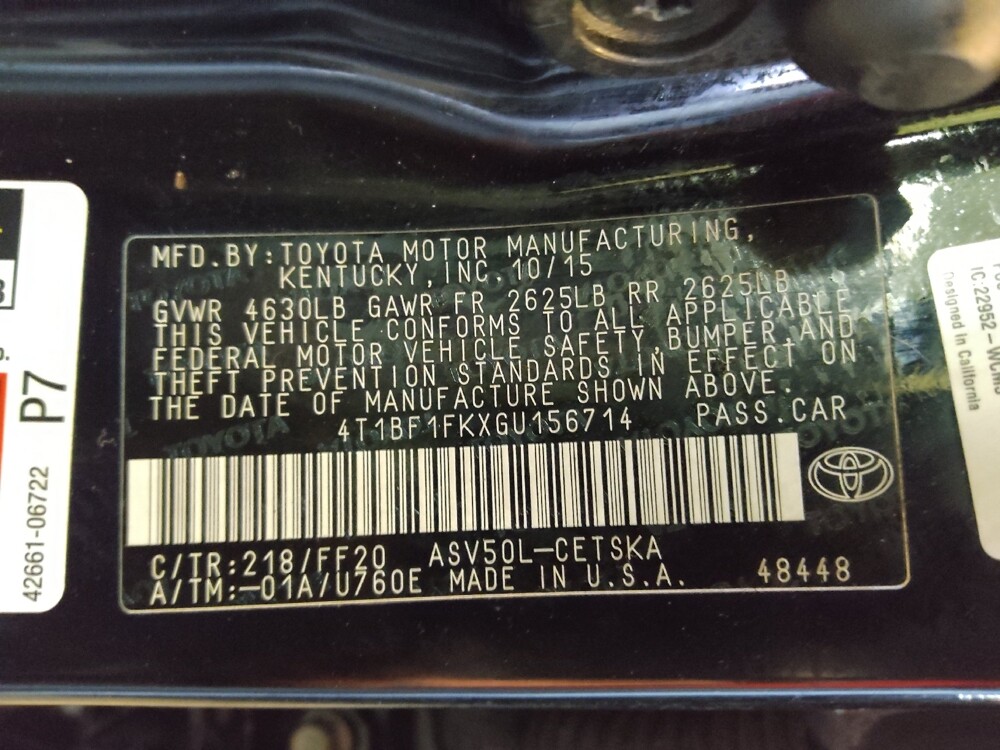 MFD.BY:TOYOTA MOTOR MANUFACTURING,
KENTUCKY, INC. 10/15
GVWR 4630LB GAWR FR 2625LB RR 2625LB
THIS VEHICLE CONFORMS TO ALL APPLICABLE
FEDERAL MOTOR VEHICLE SAFETY, BUMPER, AND
THEFT PREVENTION STANDARDS IN EFFECT ON
THE DATE OF MANUFACTURE SHOWN ABOVE.
4T1BF1FKXGU156714 PASS.CAR
C/TR:218/FF20 ASV50L-CETSKA
A/TM:-01A/U760E MADE IN U.S.A. 48448
P7
42661-06722
IC:22952-
Designed in California
TOYOTA